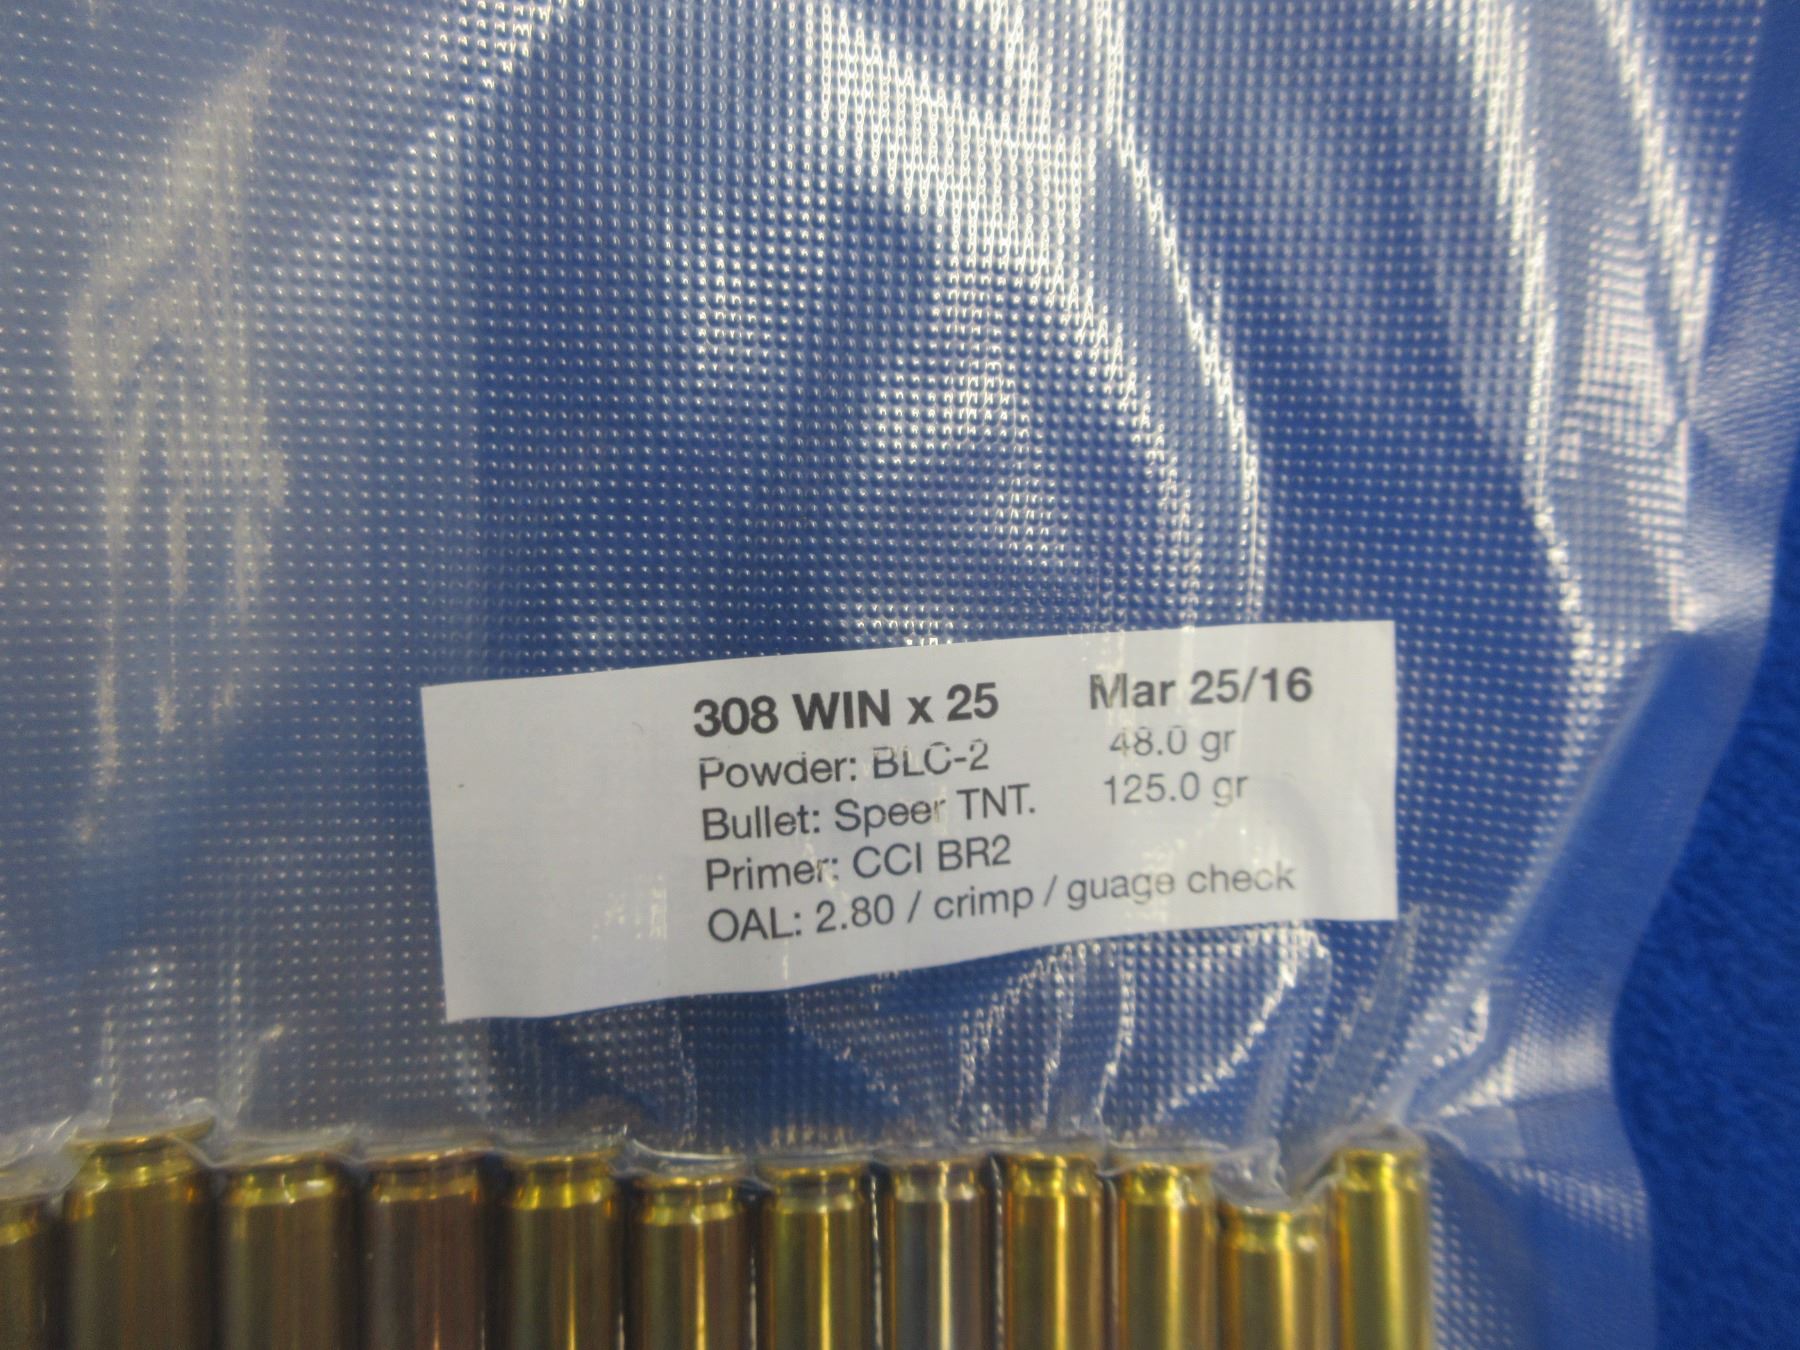 308 WIN x 25 Mar 25/16
Powder: BLC-2 48.0 gr
Bullet: Speer TNT. 125.0 gr
Primer: CCI BR2
OAL: 2.80 / crimp / guage check